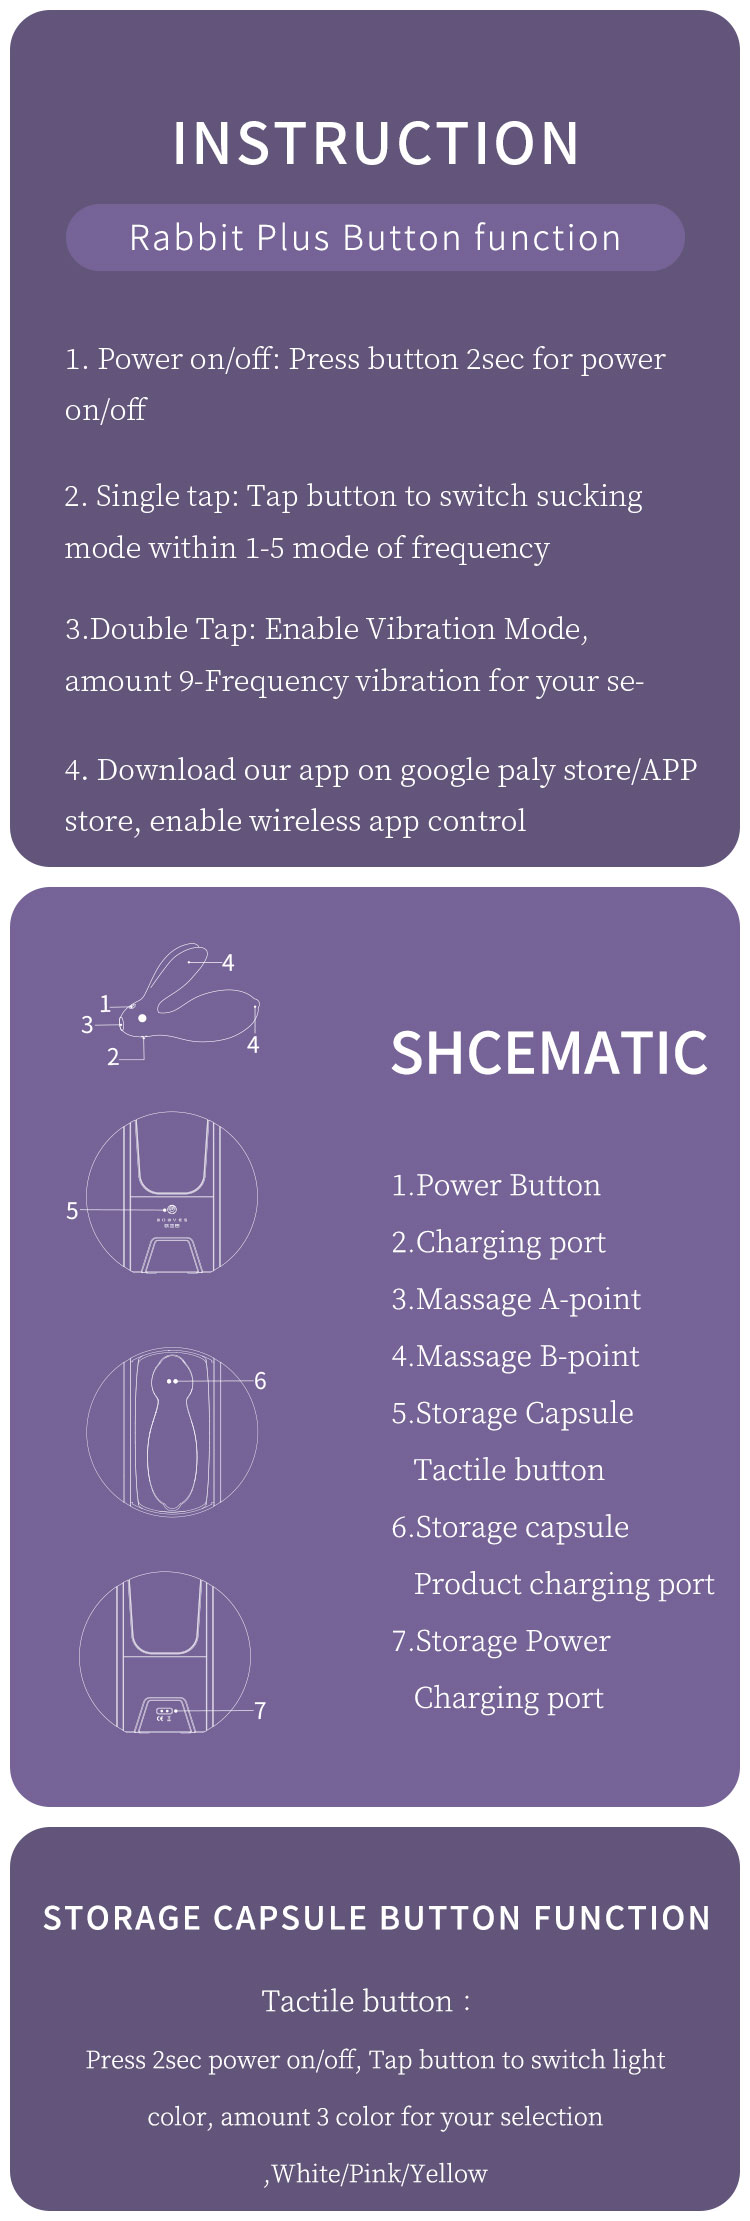 INSTRUCTION
Rabbit Plus Button function
1. Power on/off: Press button 2sec for power
on/off
2. Single tap: Tap button to switch sucking
mode within 1-5 mode of frequency
3.Double Tap: Enable Vibration Mode,
amount 9-Frequency vibration for your se-
4. Download our app on google paly store/APP
store, enable wireless app control
4
1
3
2
4
SHCEMATIC
5
6
7
1.Power Button
2.Charging port
3.Massage A-point
4.Massage B-point
5.Storage Capsule
Tactile button
6.Storage capsule
Product charging port
7.Storage Power
Charging port
STORAGE CAPSULE BUTTON FUNCTION
Tactile button：
Press 2sec power on/off, Tap button to switch light
color, amount 3 color for your selection
,White/Pink/Yellow